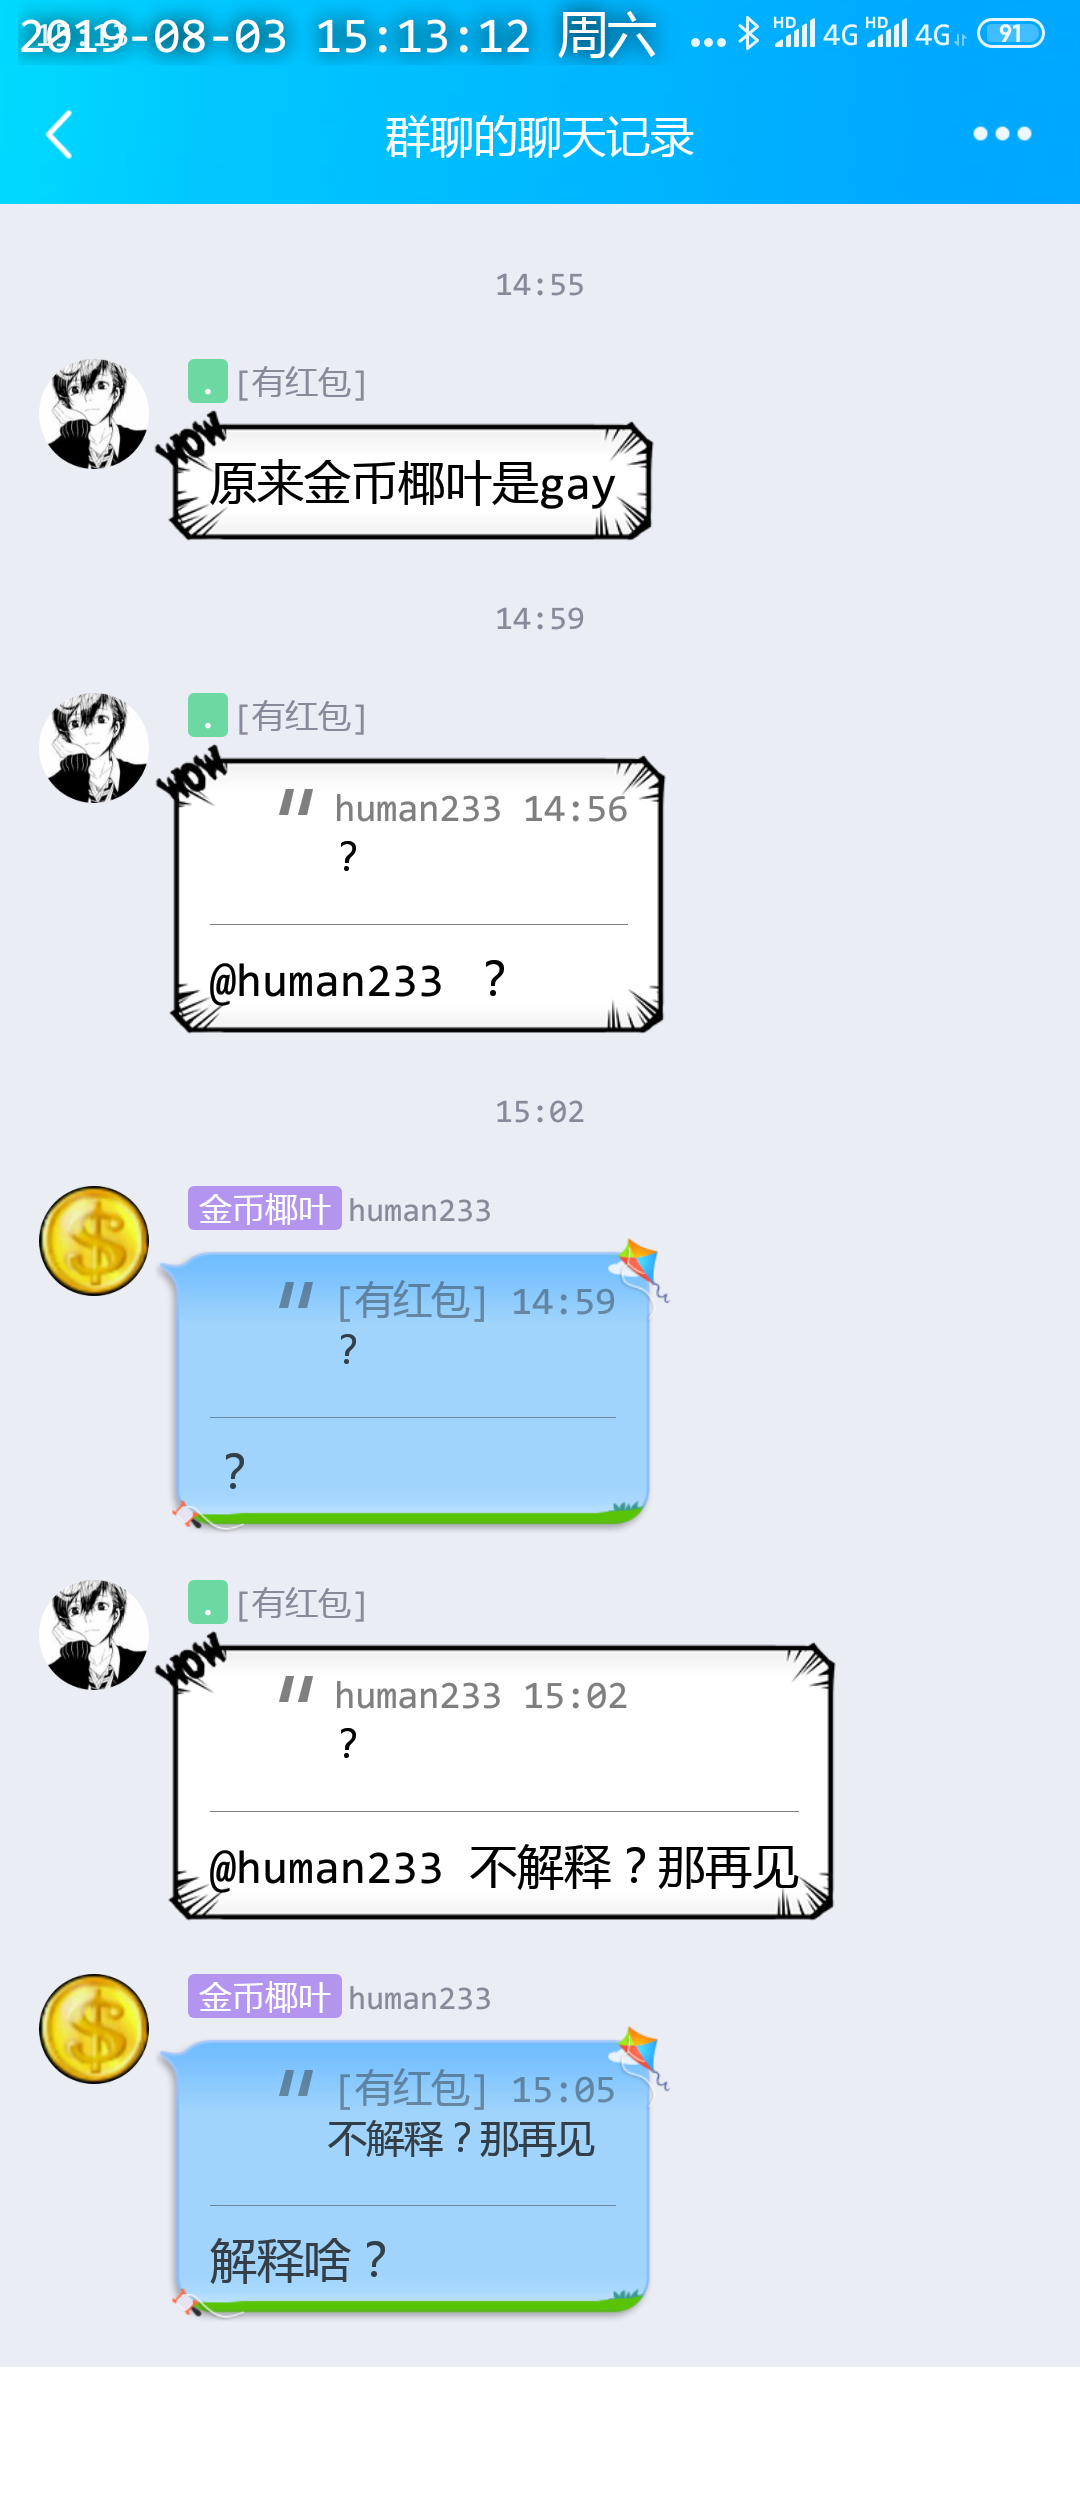 2019-08-03 15:13:12 周六
15:13
HD 4G HD 4G 91
群聊的聊天记录
14:55
. [有红包]
WOW
原来金币椰叶是gay
14:59
. [有红包]
WOW
" human233 14:56
?
@human233 ?
15:02
金币椰叶 human233
" [有红包] 14:59
?
?
. [有红包]
WOW
" human233 15:02
?
@human233 不解释？那再见
金币椰叶 human233
" [有红包] 15:05
不解释？那再见
解释啥？